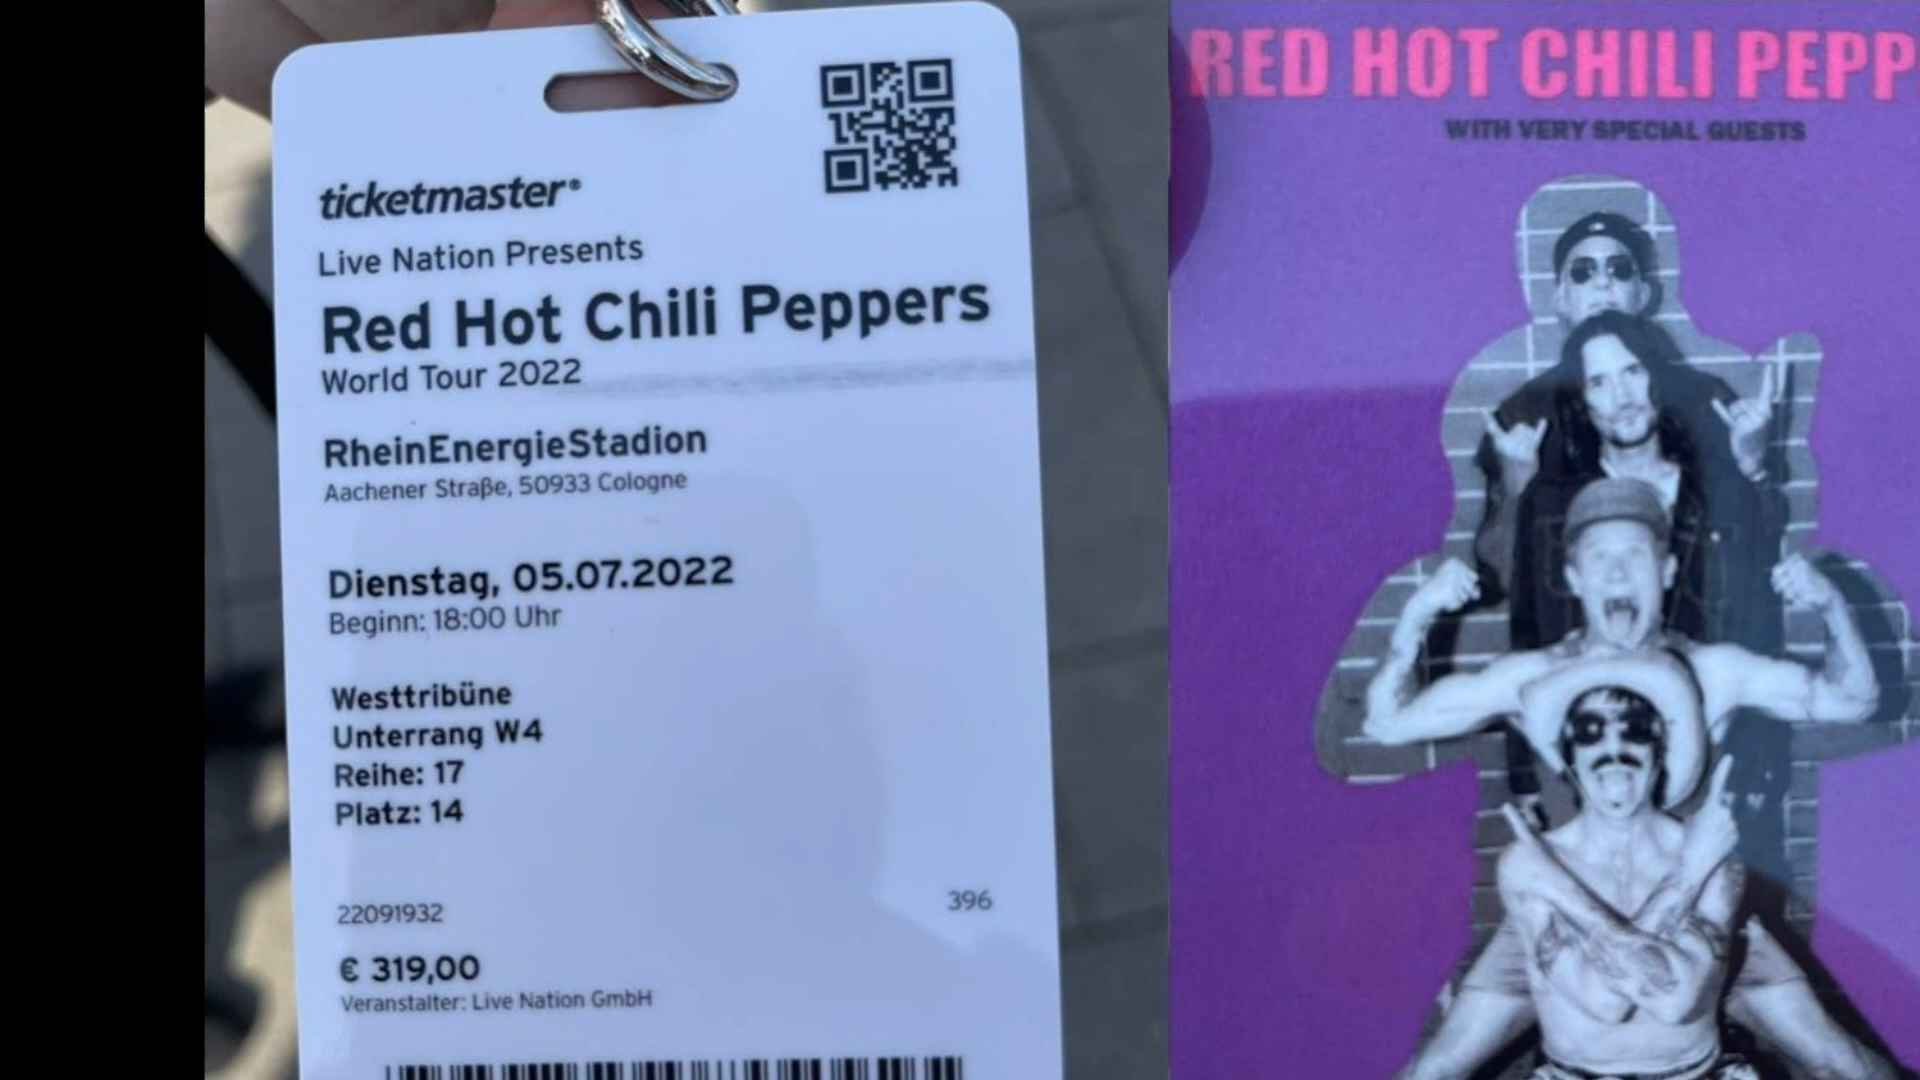 ticketmaster®
Live Nation Presents
Red Hot Chili Peppers
World Tour 2022
RheinEnergieStadion
Aachener Straße, 50933 Cologne
Dienstag, 05.07.2022
Beginn: 18:00 Uhr
Westtribüne
Unterrang W4
Reihe: 17
Platz: 14
22091932
396
€ 319,00
Veranstalter: Live Nation GmbH
RED HOT CHILI PEPP
WITH VERY SPECIAL GUESTS